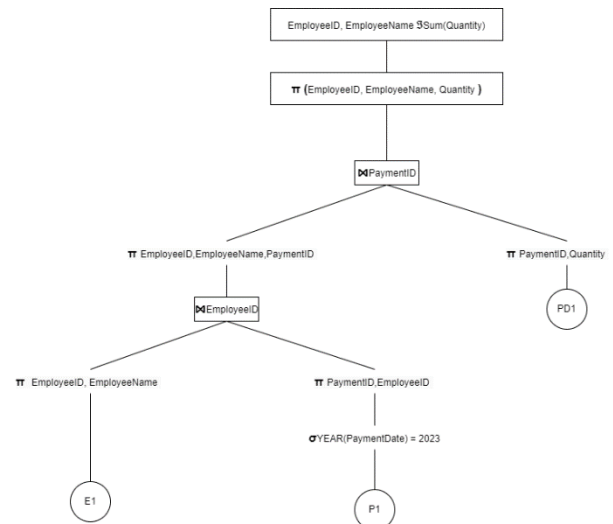 EmployeeID, EmployeeName ℑSum(Quantity)
π (EmployeeID, EmployeeName, Quantity )
⋈PaymentID
π EmployeeID,EmployeeName,PaymentID
π PaymentID,Quantity
⋈EmployeeID
PD1
π EmployeeID, EmployeeName
π PaymentID,EmployeeID
σYEAR(PaymentDate) = 2023
E1
P1